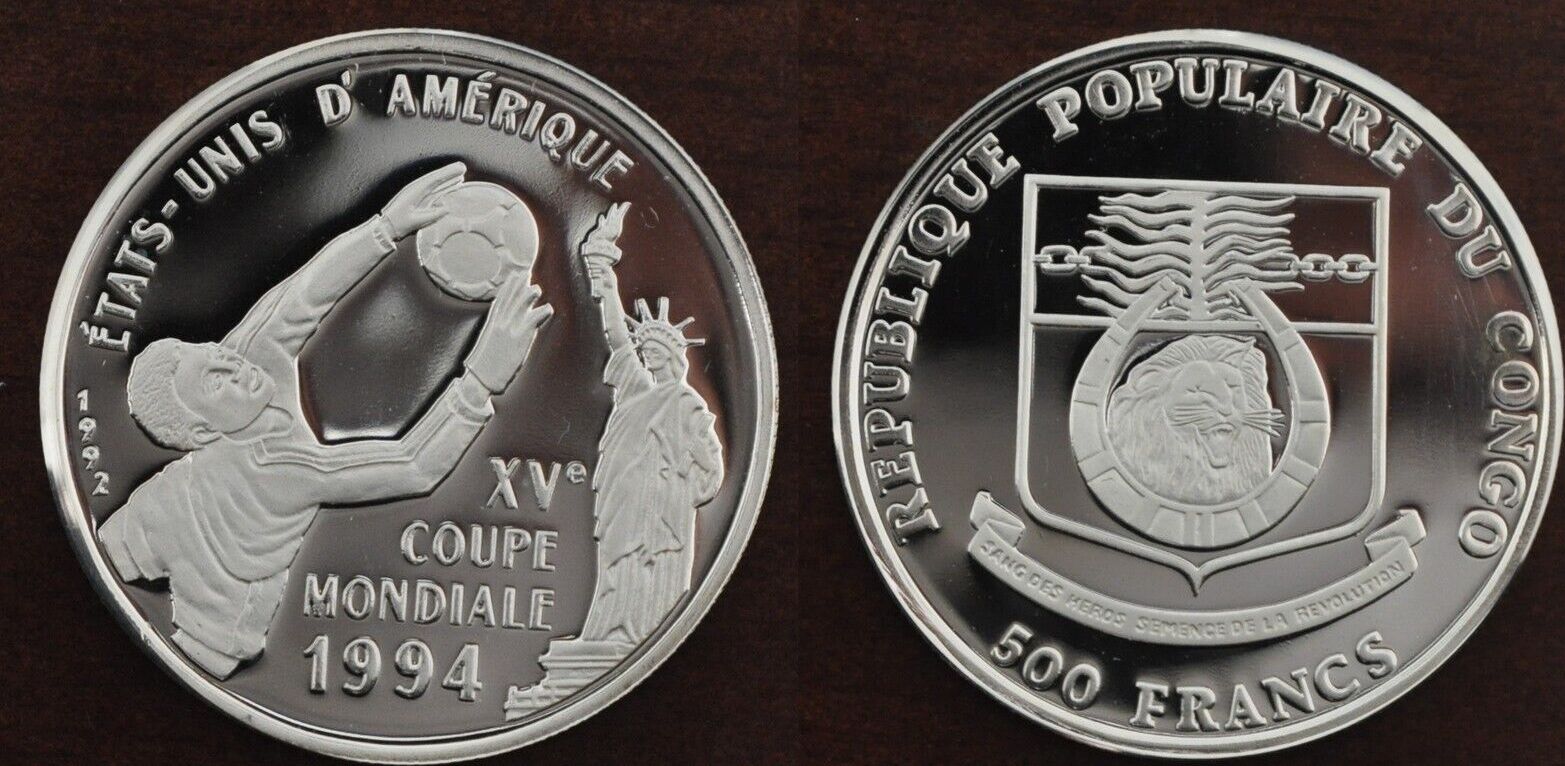 ÉTATS-UNIS D'AMÉRIQUE
1992
XVe
COUPE
MONDIALE
1994
REPUBLIQUE POPULAIRE DU CONGO
SANG DES HEROS SEMENCE DE LA REVOLUTION
500 FRANCS